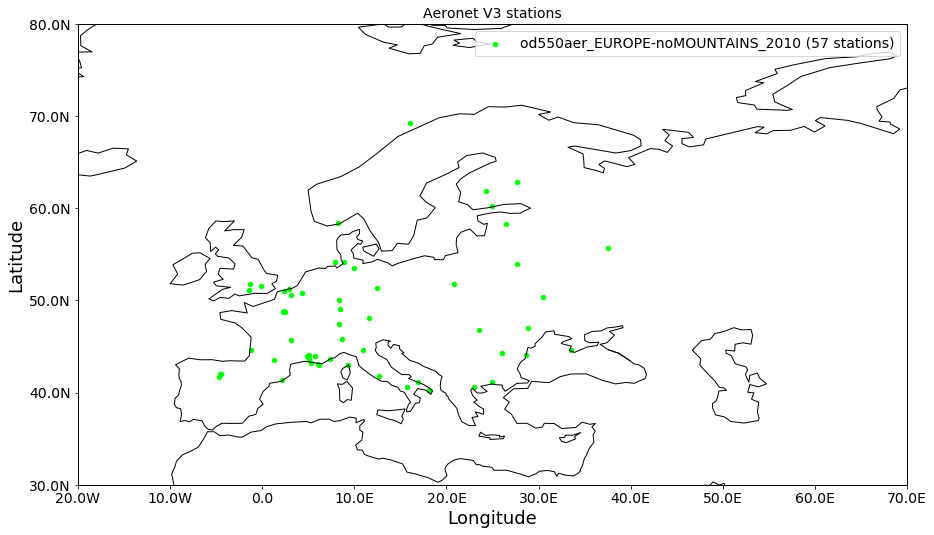 Aeronet V3 stations
80.0N
od550aer_EUROPE-noMOUNTAINS_2010 (57 stations)
70.0N
60.0N
50.0N
40.0N
30.0N
Latitude
20.0W 10.0W 0.0 10.0E 20.0E 30.0E 40.0E 50.0E 60.0E 70.0E
Longitude